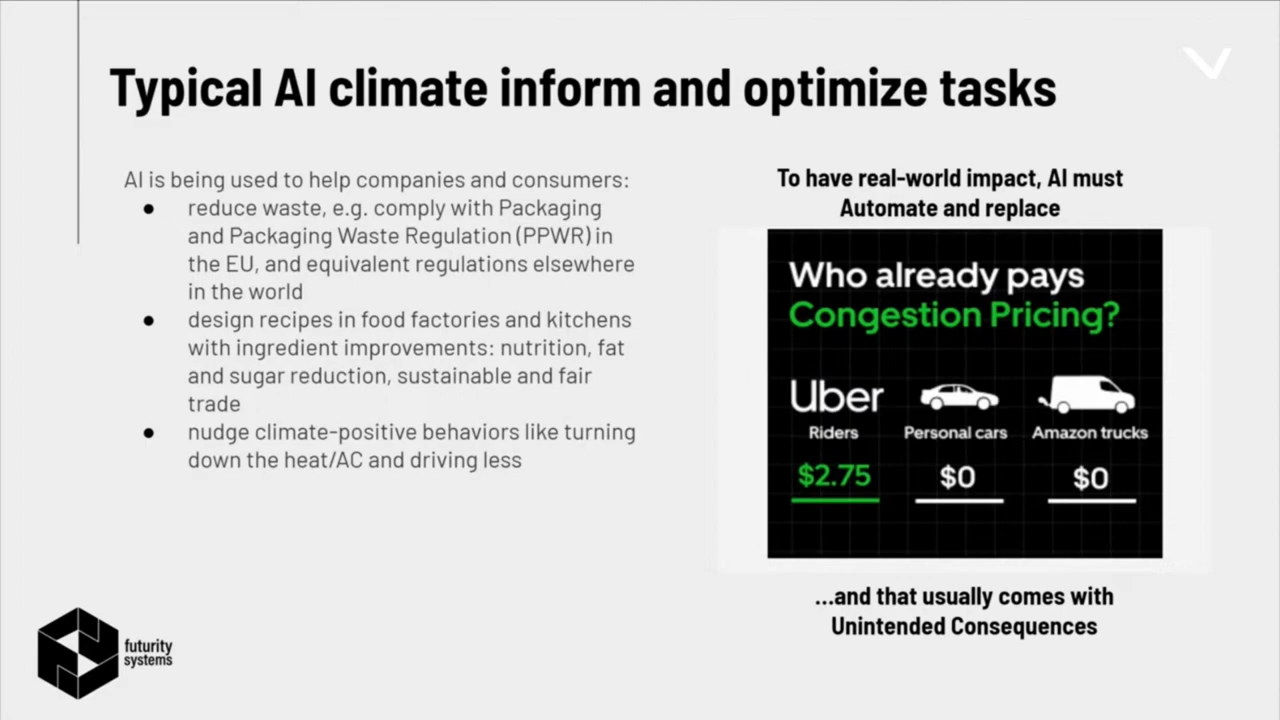 Typical AI climate inform and optimize tasks
AI is being used to help companies and consumers:
● reduce waste, e.g. comply with Packaging
and Packaging Waste Regulation (PPWR) in
the EU, and equivalent regulations elsewhere
in the world
● design recipes in food factories and kitchens
with ingredient improvements: nutrition, fat
and sugar reduction, sustainable and fair
trade
● nudge climate-positive behaviors like turning
down the heat/AC and driving less
To have real-world impact, AI must
Automate and replace
Who already pays
Congestion Pricing?
Uber
Riders
$2.75
Personal cars
$0
Amazon trucks
$0
...and that usually comes with
Unintended Consequences
futurity
systems